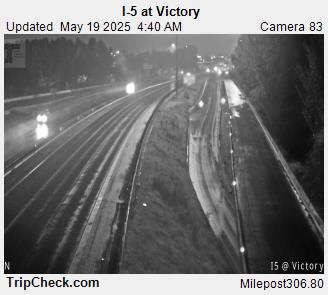 I-5 at Victory
Updated  May 19 2025  4:40 AM
Camera 83
N
I5 @ Victory
TripCheck.com
Milepost306.80